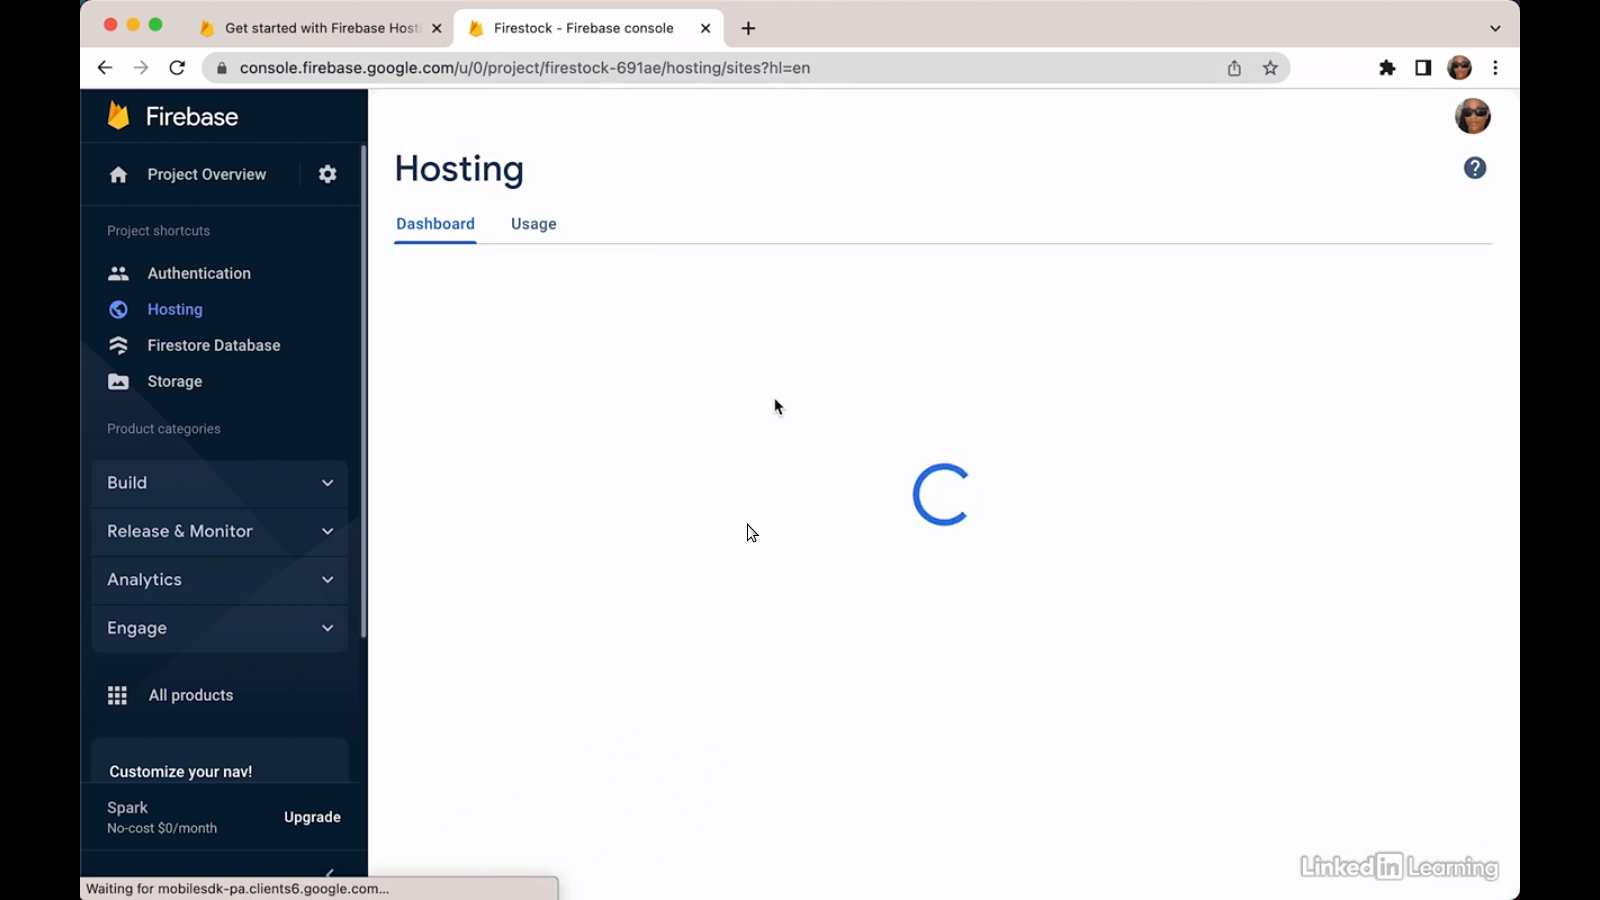 Get started with Firebase Hosti
Firestock - Firebase console
console.firebase.google.com/u/0/project/firestock-691ae/hosting/sites?hl=en
Firebase
Project Overview
Project shortcuts
Authentication
Hosting
Firestore Database
Storage
Product categories
Build
Release & Monitor
Analytics
Engage
All products
Customize your nav!
Spark
No-cost $0/month
Upgrade
Waiting for mobilesdk-pa.clients6.google.com...
Hosting
Dashboard
Usage
LinkedIn Learning